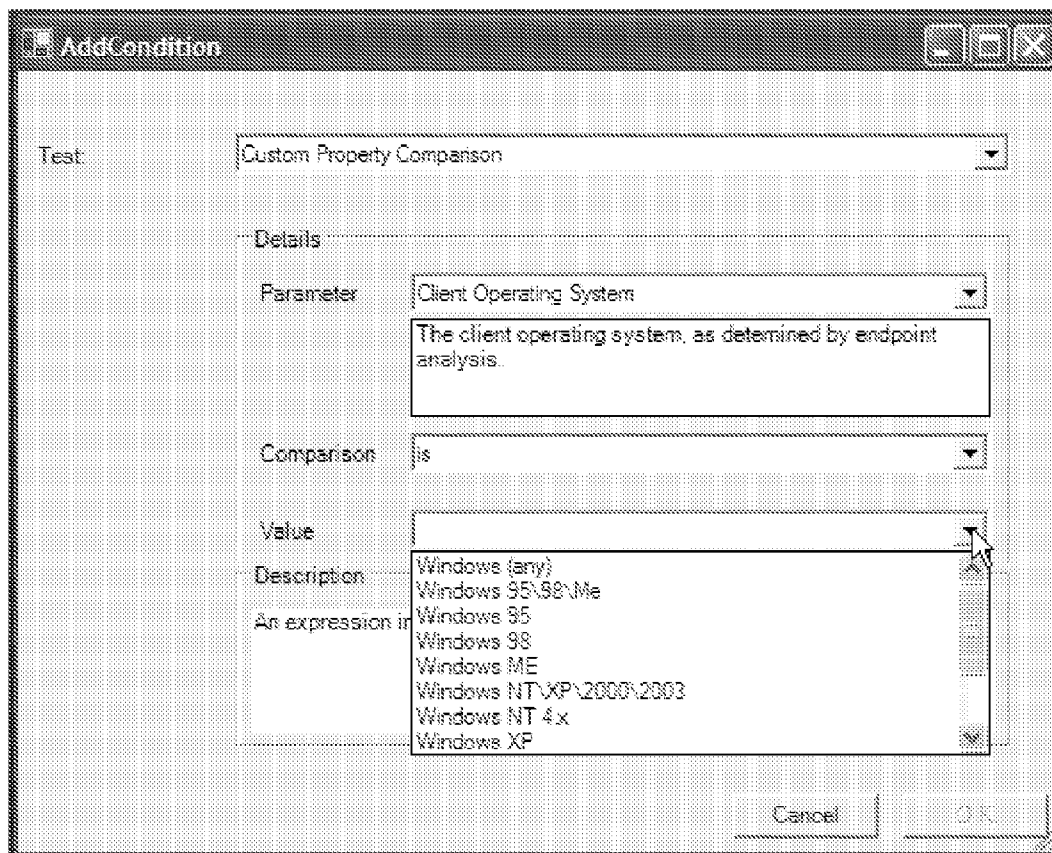 AddCondition
Test:
Custom Property Comparison
Details
Parameter
Client Operating System
The client operating system, as detemined by endpoint
analysis.
Comparison
is
Value
Windows (any)
Windows 95\98\Me
Windows 95
Windows 98
Windows ME
Windows NT\XP\2000\2003
Windows NT 4.x
Windows XP
Description
An expression in
Cancel
OK